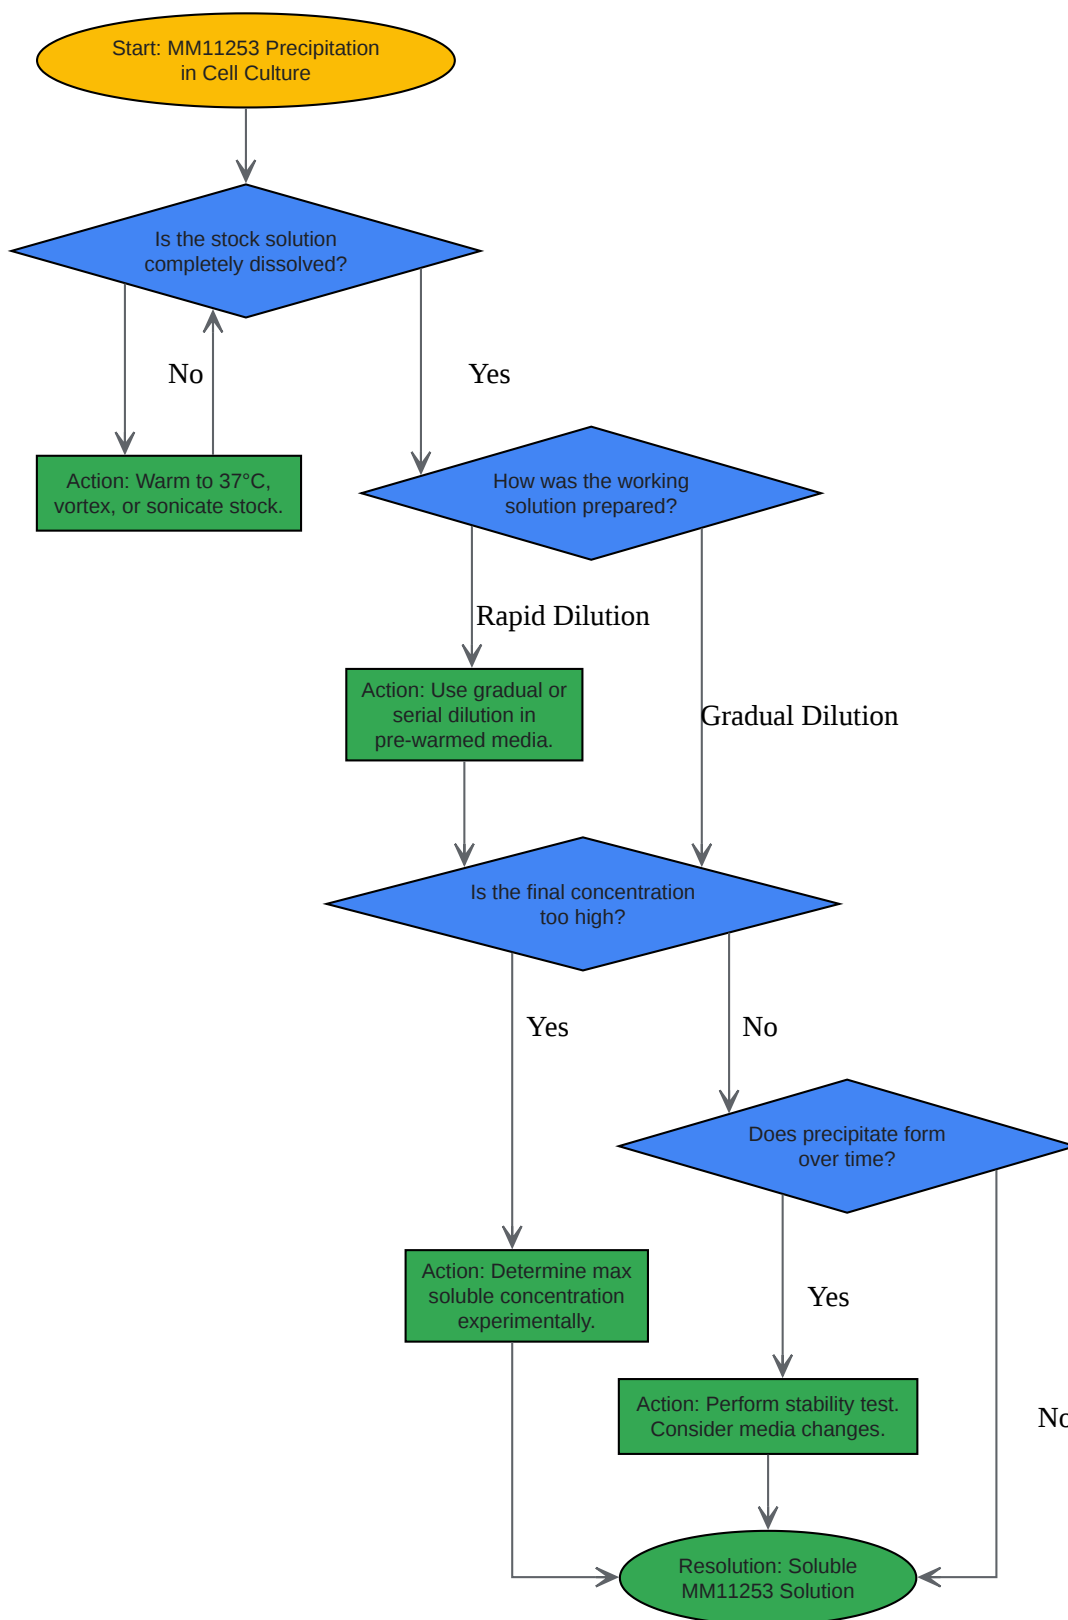 Start: MM11253 Precipitation
in Cell Culture
Is the stock solution
completely dissolved?
No
Yes
Action: Warm to 37°C,
vortex, or sonicate stock.
How was the working
solution prepared?
Rapid Dilution
Action: Use gradual or
serial dilution in
pre-warmed media.
Gradual Dilution
Is the final concentration
too high?
Yes
No
Does precipitate form
over time?
Action: Determine max
soluble concentration
experimentally.
Yes
Action: Perform stability test.
Consider media changes.
No
Resolution: Soluble
MM11253 Solution